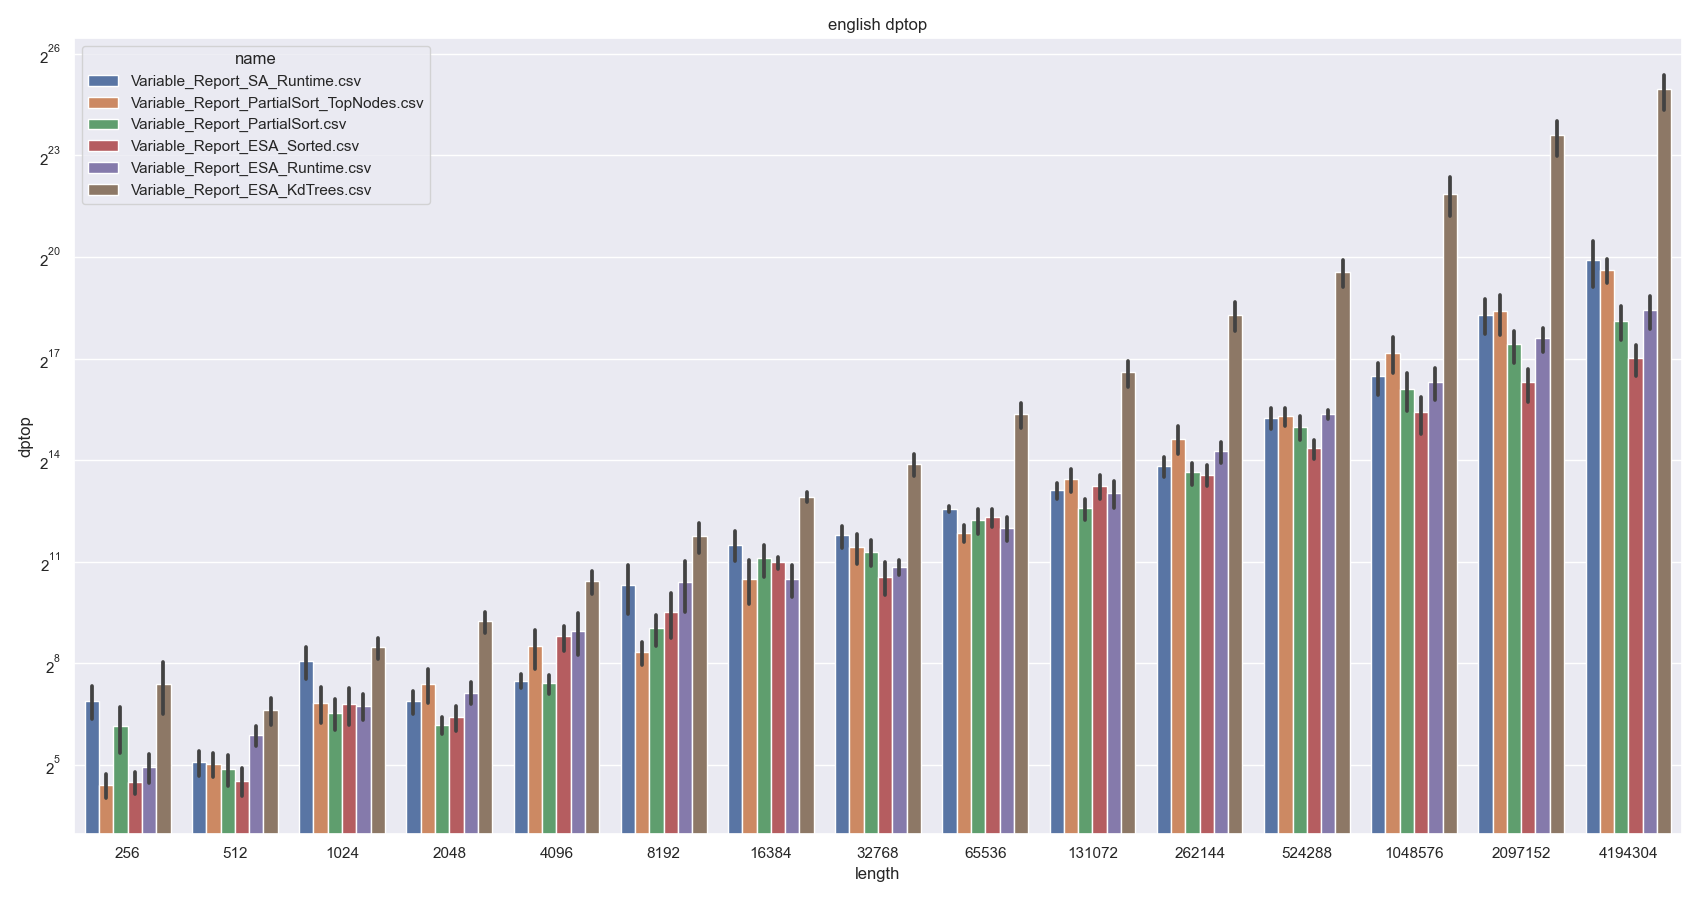 english dptop
name
Variable_Report_SA_Runtime.csv
Variable_Report_PartialSort_TopNodes.csv
Variable_Report_PartialSort.csv
Variable_Report_ESA_Sorted.csv
Variable_Report_ESA_Runtime.csv
Variable_Report_ESA_KdTrees.csv
2^26
2^23
2^20
2^17
2^14
2^11
2^8
2^5
dptop
256 512 1024 2048 4096 8192 16384 32768 65536 131072 262144 524288 1048576 2097152 4194304
length